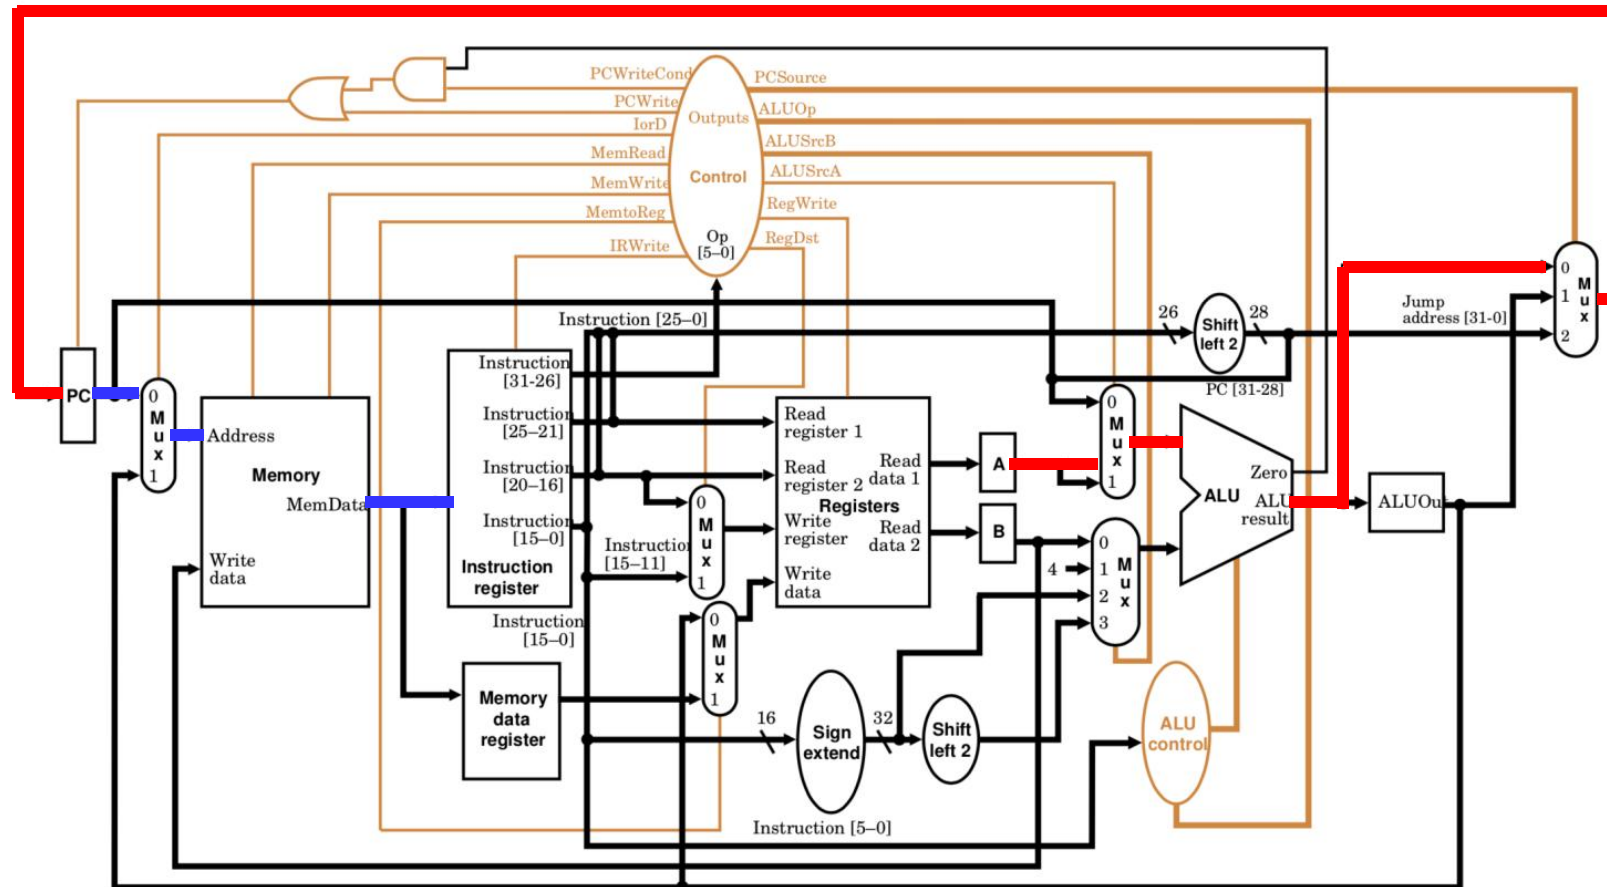 PCWriteCond
PCWrite
IorD
MemRead
MemWrite
MemtoReg
IRWrite
Outputs
Control
Op
[5–0]
PCSource
ALUOp
ALUSrcB
ALUSrcA
RegWrite
RegDst
PC
0
M
u
x
1
Address
Memory
MemData
Write
data
Instruction [25–0]
Instruction
[31-26]
Instruction
[25–21]
Instruction
[20–16]
Instruction
[15–0]
Instruction
register
Instruction
[15–0]
Instruction
[15–11]
Memory
data
register
0
M
u
x
1
0
M
u
x
1
Read
register 1
Read
register 2
Registers
Write
register
Write
data
Read
data 1
Read
data 2
16
Sign
extend
32
Shift
left 2
Instruction [5–0]
A
B
4
0
M
u
x
1
0
1
2
3
M
u
x
26
Shift
left 2
28
PC [31-28]
Jump
address [31-0]
Zero
ALU
ALU
result
ALUOut
ALU
control
0
1
2
M
u
x